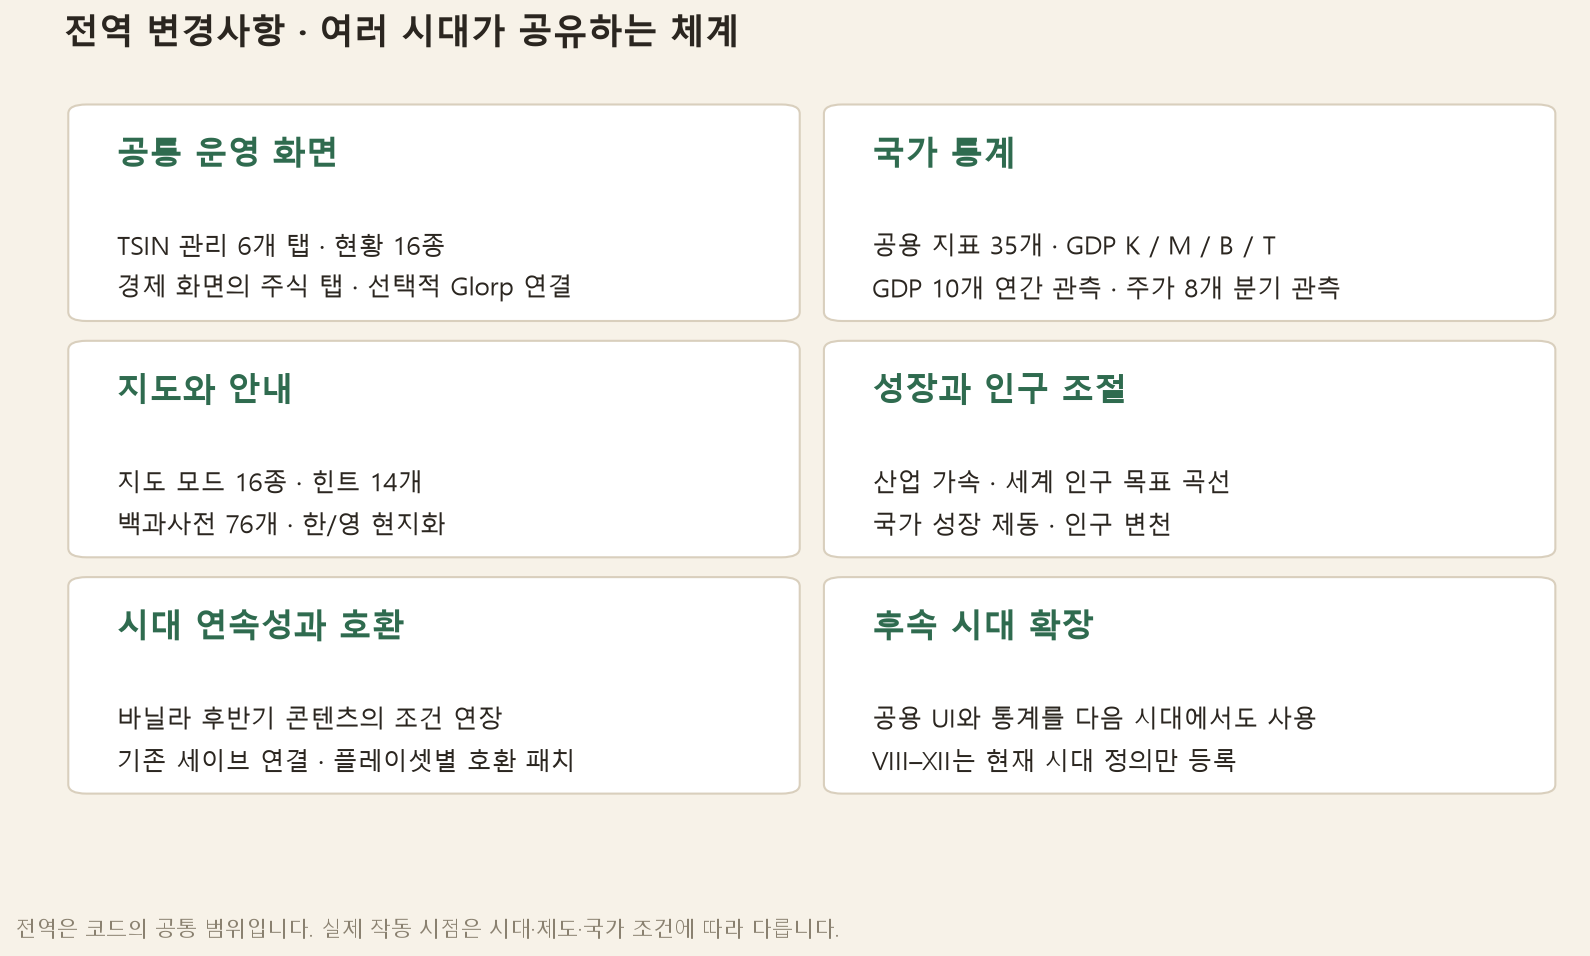 전역 변경사항 · 여러 시대가 공유하는 체계
공통 운영 화면
TSIN 관리 6개 탭 · 현황 16종
경제 화면의 주식 탭 · 선택적 Glorp 연결
국가 통계
공용 지표 35개 · GDP K / M / B / T
GDP 10개 연간 관측 · 주가 8개 분기 관측
지도와 안내
지도 모드 16종 · 힌트 14개
백과사전 76개 · 한/영 현지화
성장과 인구 조절
산업 가속 · 세계 인구 목표 곡선
국가 성장 제동 · 인구 변천
시대 연속성과 호환
바닐라 후반기 콘텐츠의 조건 연장
기존 세이브 연결 · 플레이셋별 호환 패치
후속 시대 확장
공용 UI와 통계를 다음 시대에서도 사용
VIII–XII는 현재 시대 정의만 등록
전역은 코드의 공통 범위입니다. 실제 작동 시점은 시대·제도·국가 조건에 따라 다릅니다.